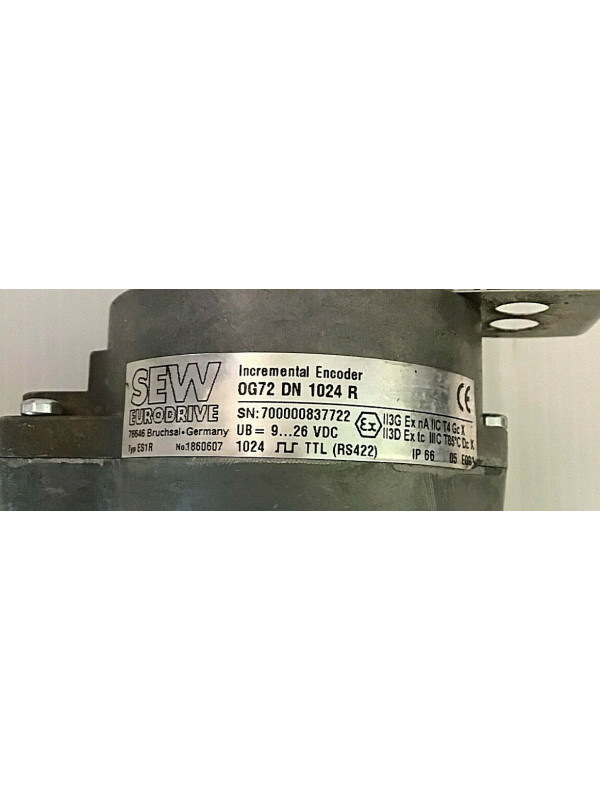 SEW
EURODRIVE
76646 Bruchsal·Germany
Typ ES1R No.1860607
Incremental Encoder
OG72 DN 1024 R
SN:700000837722
UB= 9...26 VDC
1024 TTL (RS422)
CE
Ex
II3G Ex nA IIC T4 Gc X
II3D Ex tc IIIC T85°C Dc X
IP 66 05